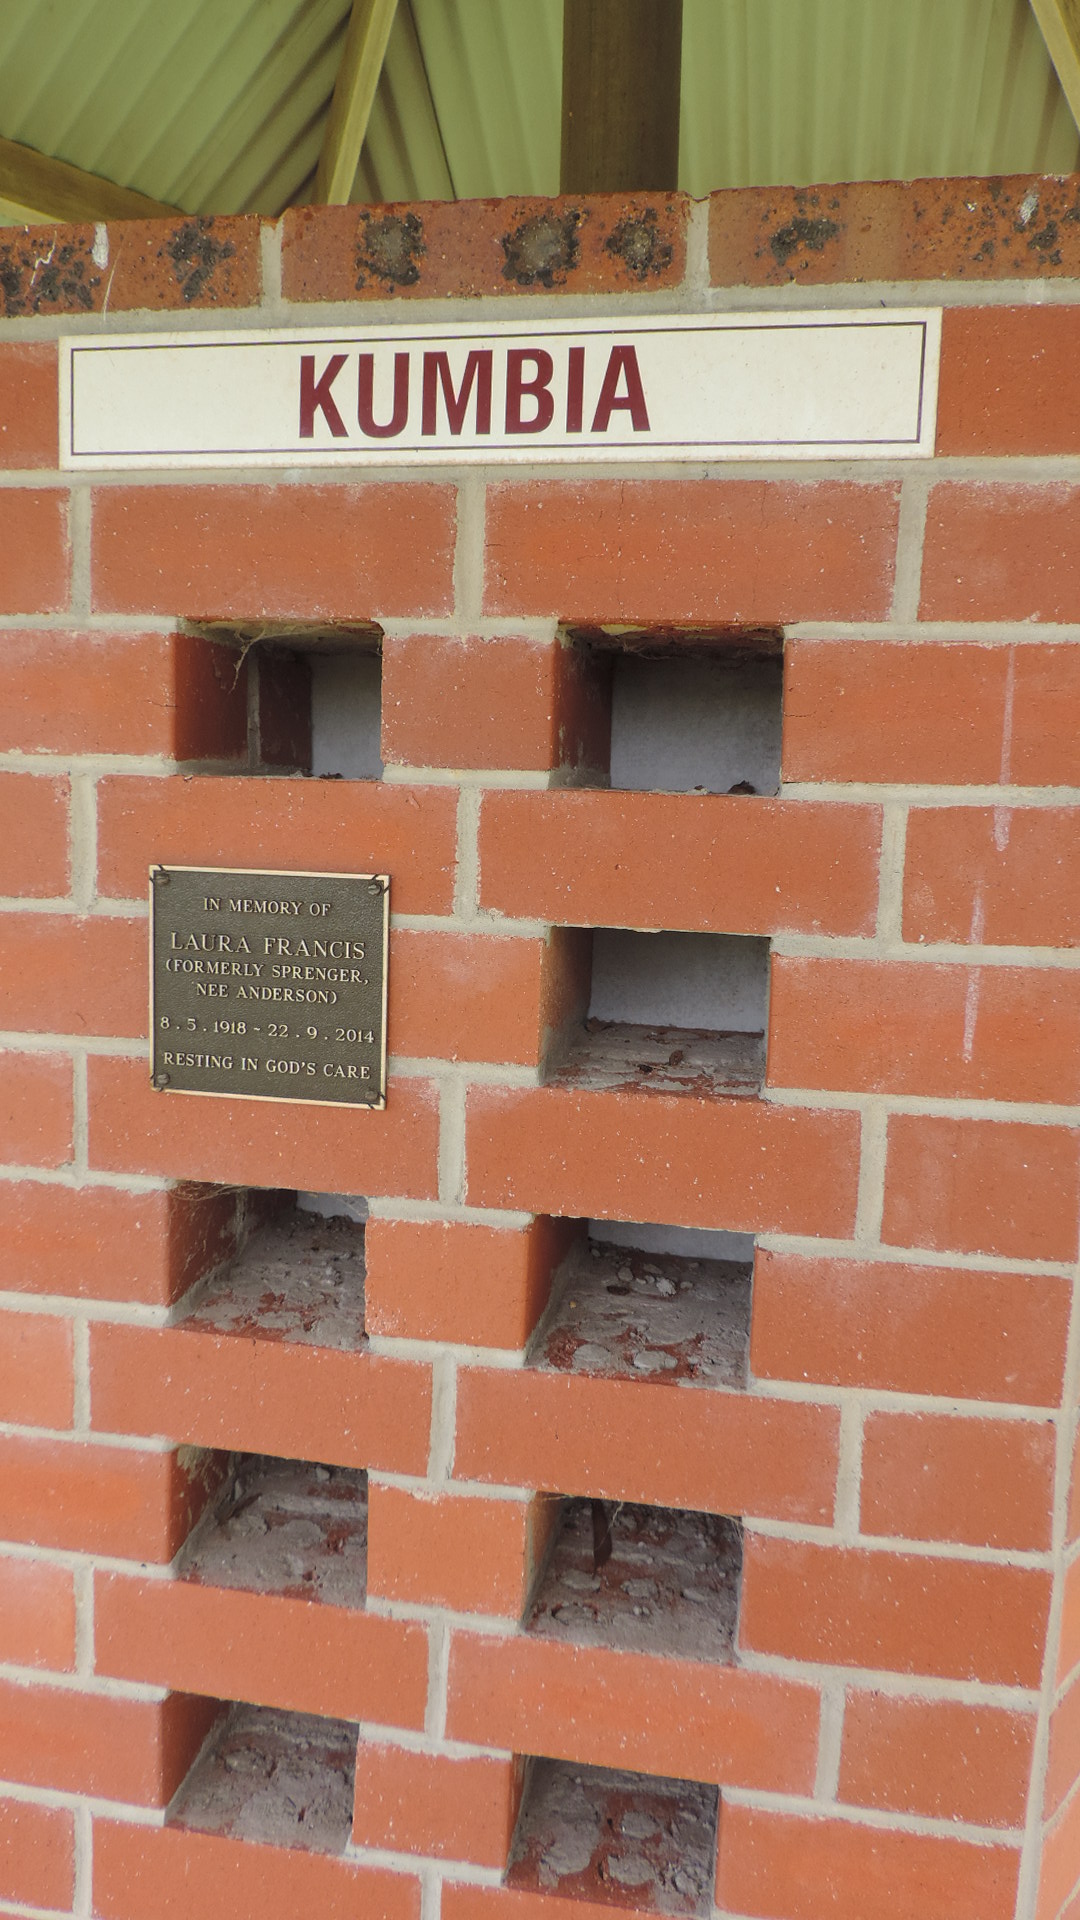 KUMBIA
IN MEMORY OF
LAURA FRANCIS
(FORMERLY SPRENGER,
NEE ANDERSON)
8.5.1918 - 22.9.2014
RESTING IN GOD'S CARE